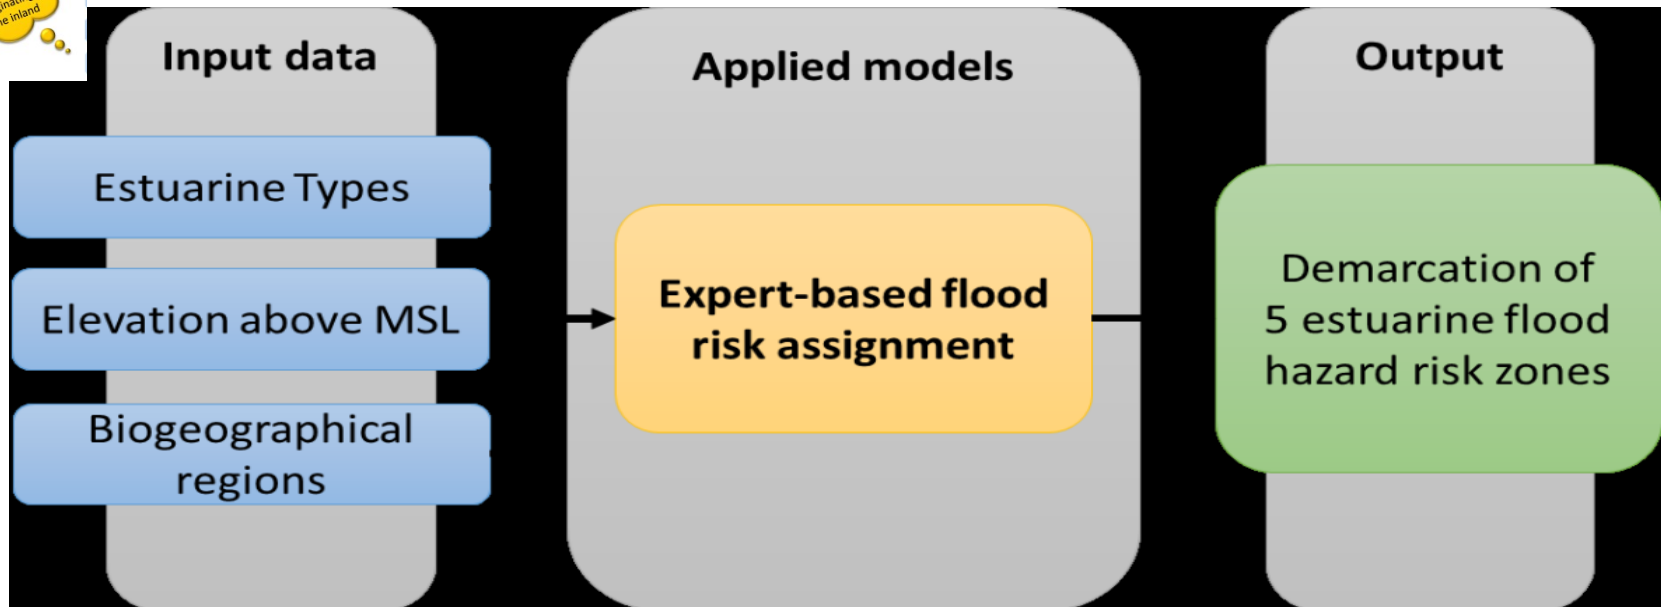 ne inland
Input data
Applied models
Output
Estuarine Types
Elevation above MSL
Biogeographical
regions
Expert-based flood
risk assignment
Demarcation of
5 estuarine flood
hazard risk zones